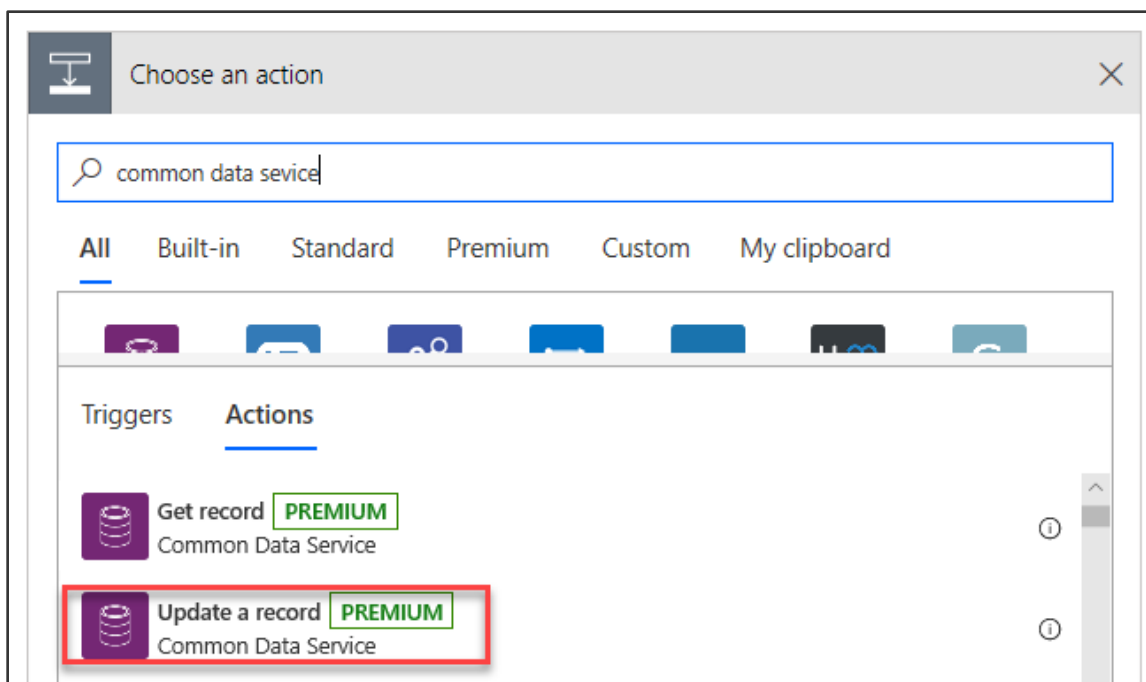 Choose an action
common data sevice
All Built-in Standard Premium Custom My clipboard
Triggers Actions
Get record PREMIUM
Common Data Service
Update a record PREMIUM
Common Data Service